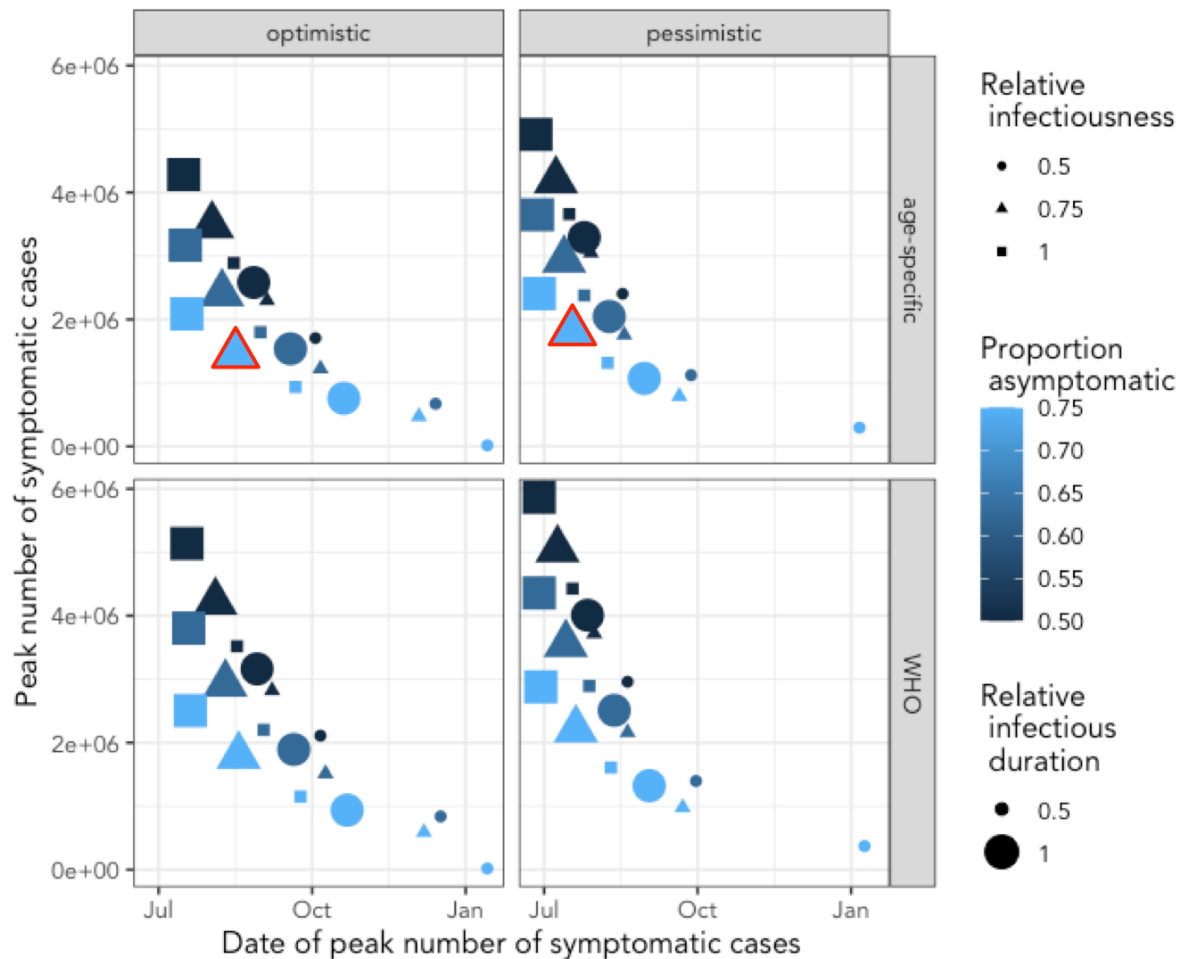 optimistic
pessimistic
6e+06
4e+06
2e+06
0e+00
age-specific
6e+06
4e+06
2e+06
0e+00
WHO
Jul
Oct
Jan
Jul
Oct
Jan
Peak number of symptomatic cases
Date of peak number of symptomatic cases
Relative
infectiousness
0.5
0.75
1
Proportion
asymptomatic
0.75
0.70
0.65
0.60
0.55
0.50
Relative
infectious
duration
0.5
1